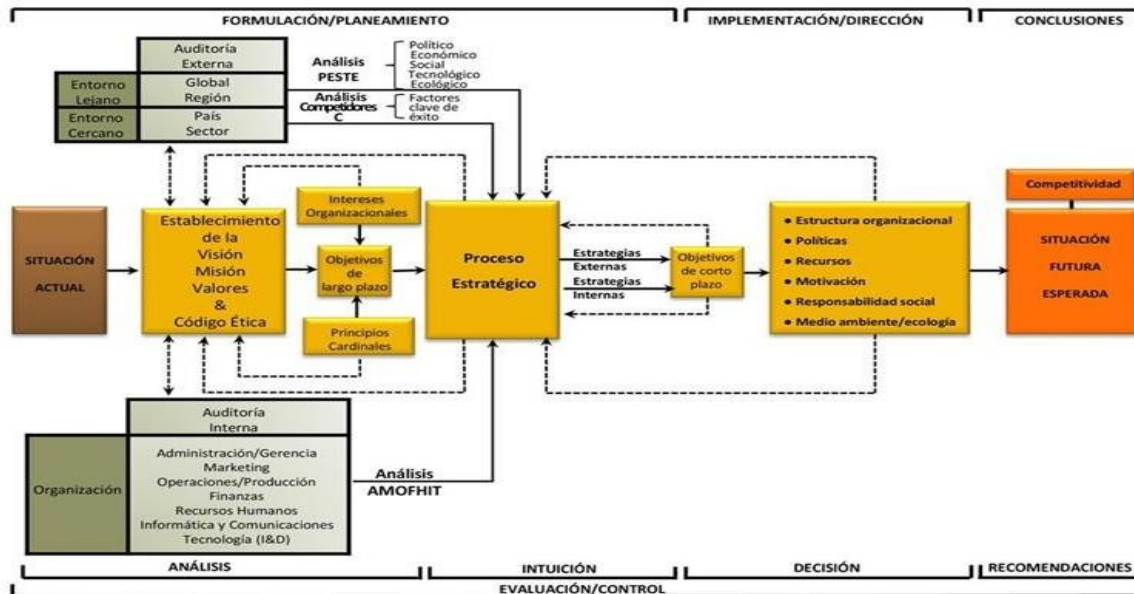 FORMULACIÓN/PLANEAMIENTO
IMPLEMENTACIÓN/DIRECCIÓN
CONCLUSIONES
Auditoría
Externa
Entorno
Lejano
Global
Región
Entorno
Cercano
País
Sector
Análisis
PESTE
Político
Económico
Social
Tecnológico
Ecológico
Análisis
Competidores
C
Factores
clave de
éxito
SITUACIÓN
ACTUAL
Establecimiento
de la
Visión
Misión
Valores
&
Código Ética
Intereses
Organizacionales
Objetivos
de
largo plazo
Principios
Cardinales
Proceso
Estratégico
Estrategias
Externas
Estrategias
Internas
Objetivos
de corto
plazo
• Estructura organizacional
• Políticas
• Recursos
• Motivación
• Responsabilidad social
• Medio ambiente/ecología
Competitividad
SITUACIÓN
FUTURA
ESPERADA
Auditoría
Interna
Organización
Administración/Gerencia
Marketing
Operaciones/Producción
Finanzas
Recursos Humanos
Informática y Comunicaciones
Tecnología (I&D)
Análisis
AMOFHIT
ANÁLISIS
INTUICIÓN
DECISIÓN
RECOMENDACIONES
EVALUACIÓN/CONTROL